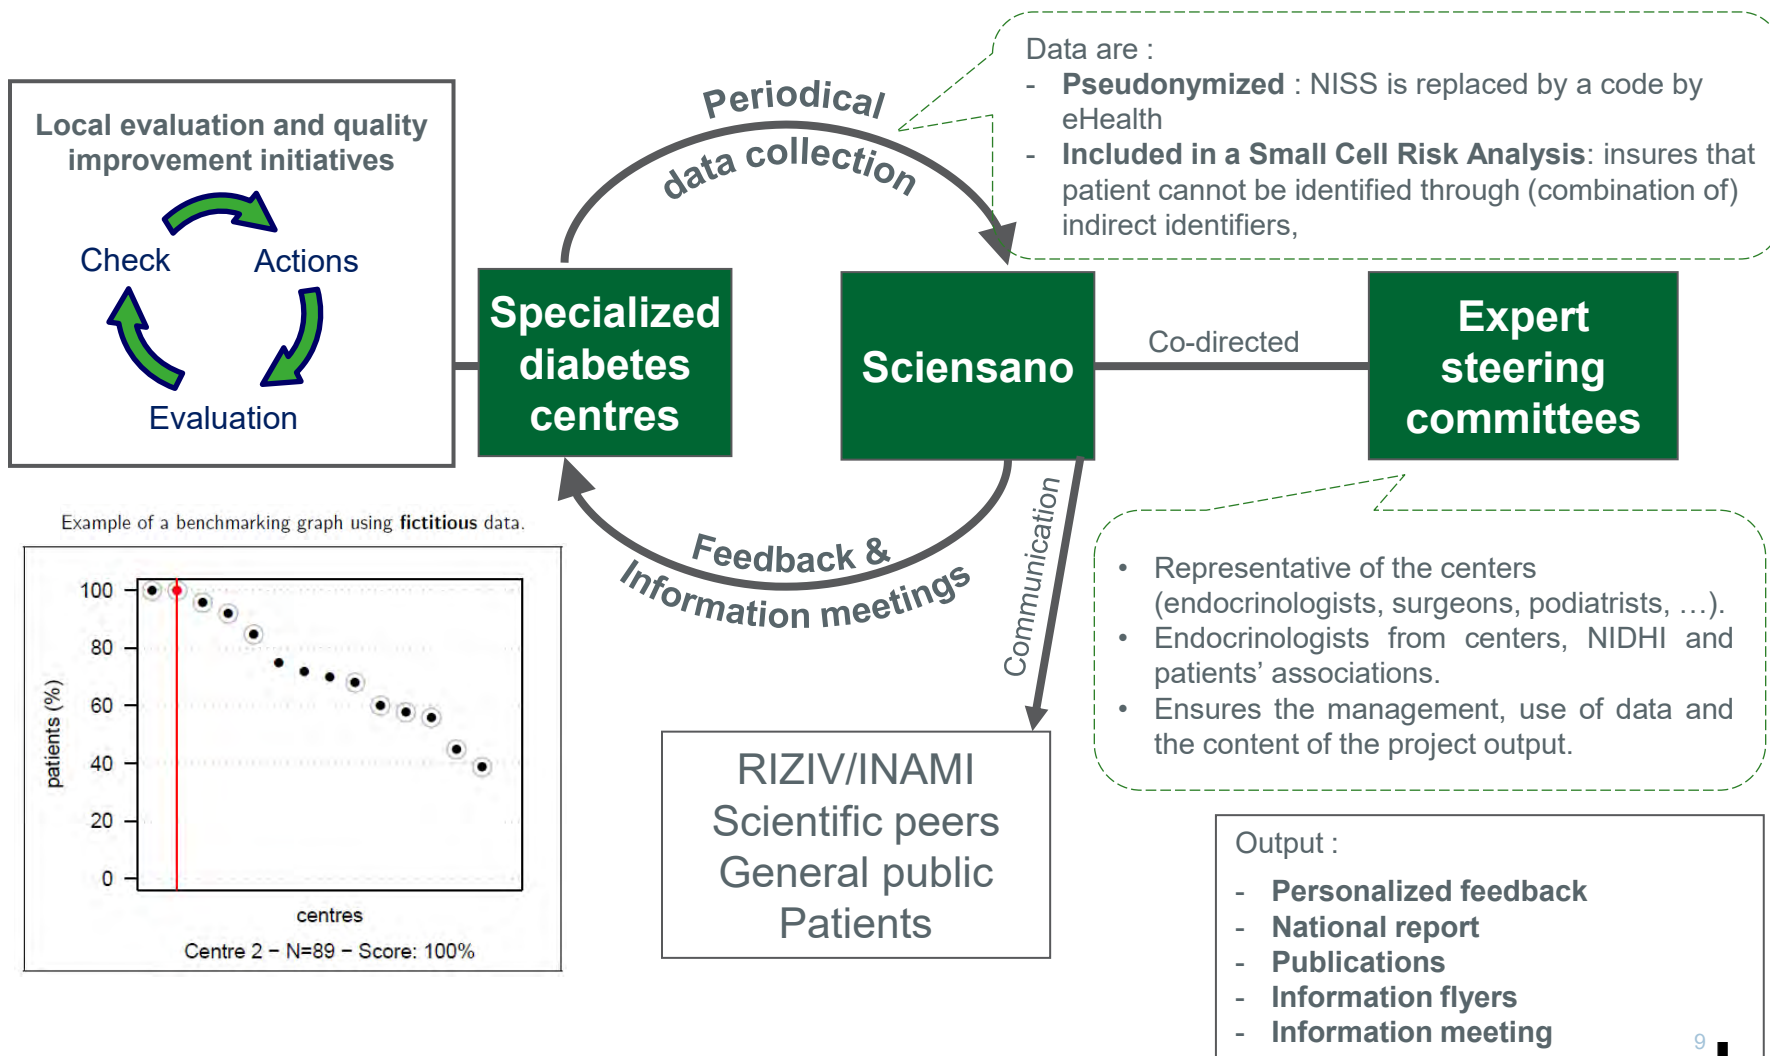 Data are :
- Pseudonymized : NISS is replaced by a code by
eHealth
- Included in a Small Cell Risk Analysis: insures that
patient cannot be identified through (combination of)
indirect identifiers,
Local evaluation and quality
improvement initiatives
Check
Actions
Evaluation
Periodical
data collection
Specialized
diabetes
centres
Sciensano
Co-directed
Expert
steering
committees
Feedback &
Information meetings
Communication
Example of a benchmarking graph using fictitious data.
100
80
60
40
20
0
patients (%)
centres
Centre 2 − N=89 − Score: 100%
RIZIV/INAMI
Scientific peers
General public
Patients
• Representative of the centers
(endocrinologists, surgeons, podiatrists, …).
• Endocrinologists from centers, NIDHI and
patients’ associations.
• Ensures the management, use of data and
the content of the project output.
Output :
- Personalized feedback
- National report
- Publications
- Information flyers
- Information meeting
9